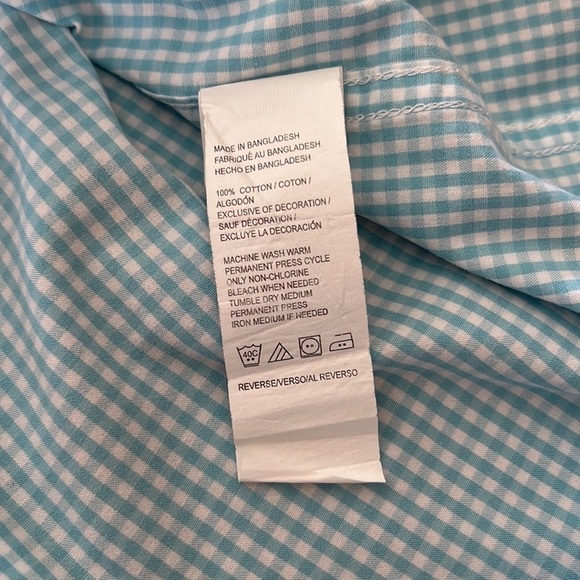 MADE IN BANGLADESH
FABRIQUÉ AU BANGLADESH
HECHO EN BANGLADESH
100% COTTON / COTON /
ALGODÓN
EXCLUSIVE OF DECORATION /
SAUF DÉCORATION /
EXCLUYE LA DECORACIÓN
MACHINE WASH WARM
PERMANENT PRESS CYCLE
ONLY NON-CHLORINE
BLEACH WHEN NEEDED
TUMBLE DRY MEDIUM
PERMANENT PRESS
IRON MEDIUM IF NEEDED
40C
REVERSE/VERSO/AL REVERSO